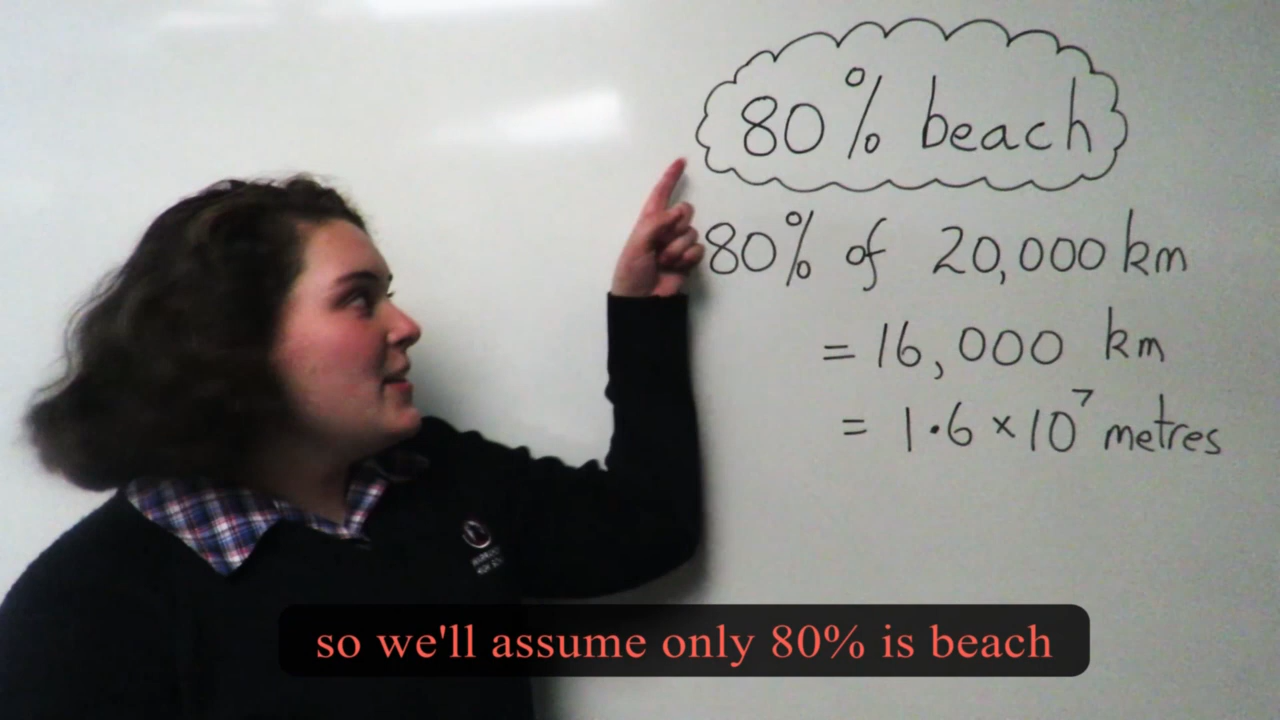 80% beach
80% of 20,000 km
= 16,000 km
= 1·6 × 10⁷ metres
so we'll assume only 80% is beach